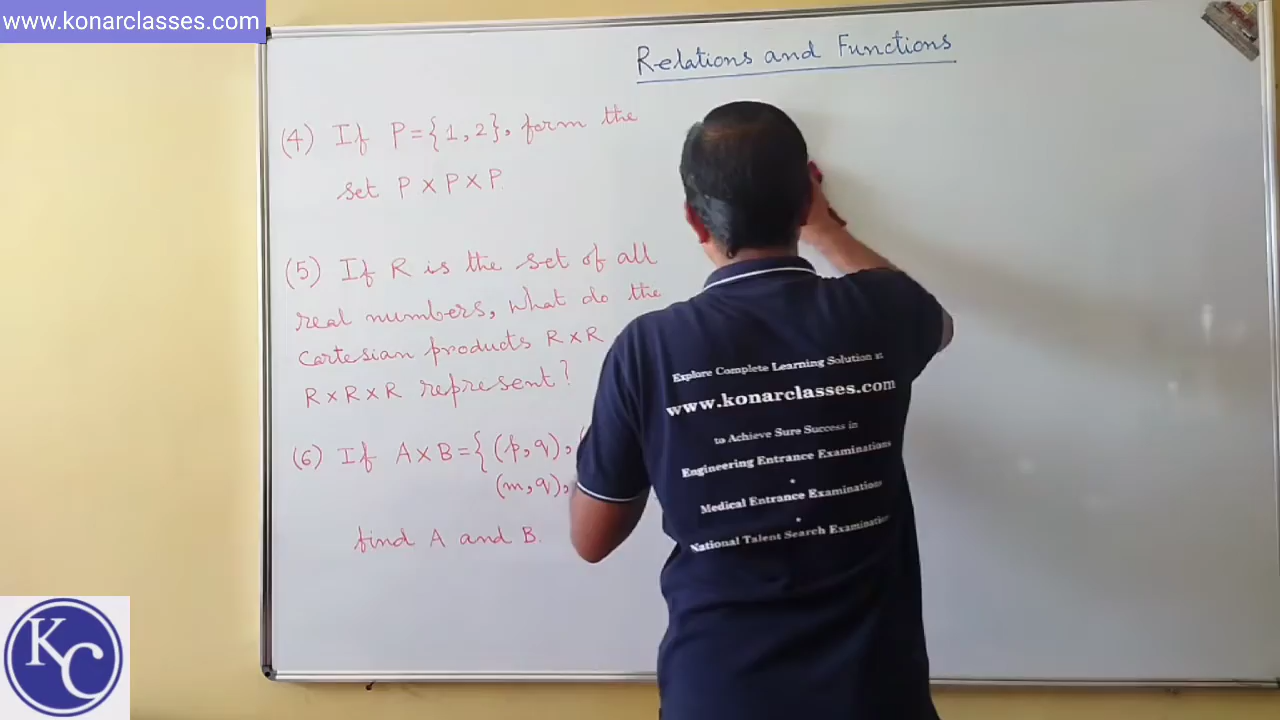 www.konarclasses.com
Relations and Functions
(4) If P={1,2}, form the
set P×P×P.
(5) If R is the set of all
real numbers, what do the
Cartesian products R×R
R×R×R represent?
(6) If A×B={(p,q),
(m,q),
find A and B.
Explore Complete Learning Solution at
www.konarclasses.com
to Achieve Sure Success in
Engineering Entrance Examinations
•
Medical Entrance Examinations
•
National Talent Search Examination
KC